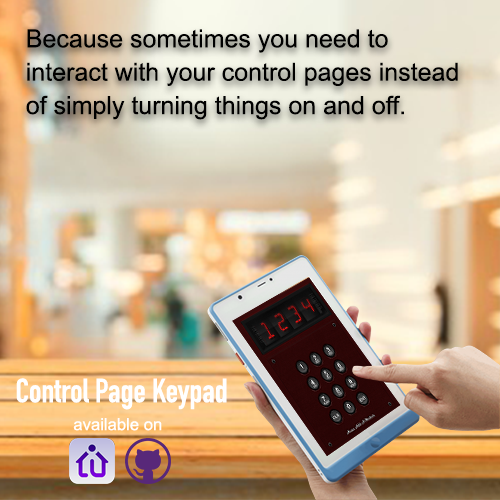 Because sometimes you need to
interact with your control pages instead
of simply turning things on and off.
1234
Control Page Keypad
available on